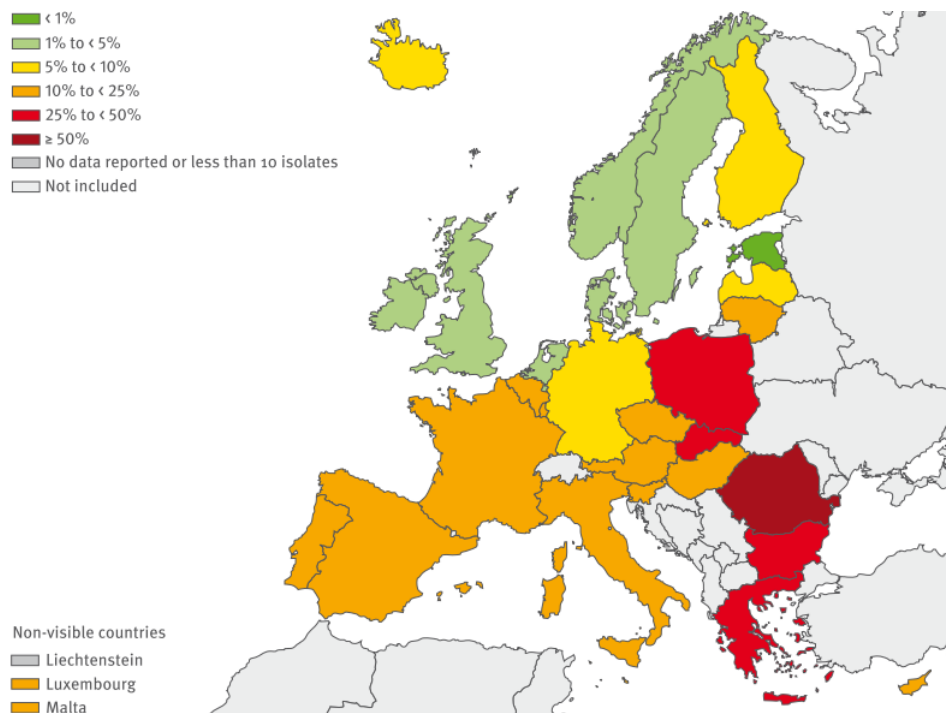 < 1%
1% to < 5%
5% to < 10%
10% to < 25%
25% to < 50%
≥ 50%
No data reported or less than 10 isolates
Not included
Non-visible countries
Liechtenstein
Luxembourg
Malta